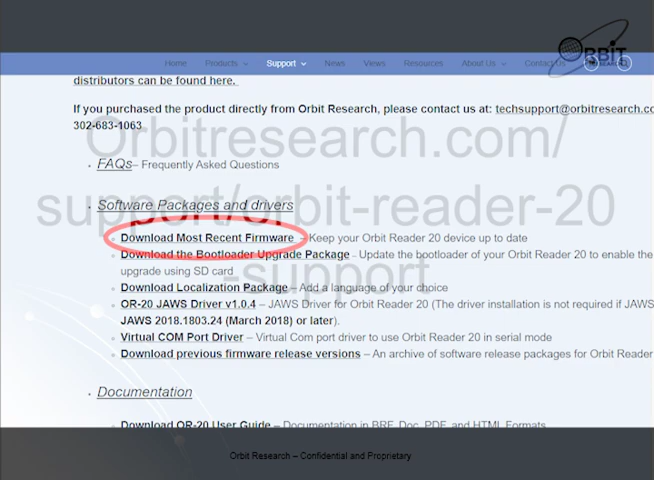 ORBIT
RESEARCH
Home Products Support News Views Resources About Us Contact Us
distributors can be found here.
If you purchased the product directly from Orbit Research, please contact us at: techsupport@orbitresearch.co
302-683-1063
Orbitresearch.com/
FAQs– Frequently Asked Questions
support/orbit-reader-20
Software Packages and drivers
Download Most Recent Firmware – Keep your Orbit Reader 20 device up to date
Download the Bootloader Upgrade Package – Update the bootloader of your Orbit Reader 20 to enable the
upgrade using SD card
-support
Download Localization Package – Add a language of your choice
OR-20 JAWS Driver v1.0.4 – JAWS Driver for Orbit Reader 20 (The driver installation is not required if JAWS
JAWS 2018.1803.24 (March 2018) or later).
Virtual COM Port Driver – Virtual Com port driver to use Orbit Reader 20 in serial mode
Download previous firmware release versions – An archive of software release packages for Orbit Reader
Documentation
Download OR-20 User Guide – Documentation in BRF, Doc, PDF, and HTML Formats
Orbit Research – Confidential and Proprietary